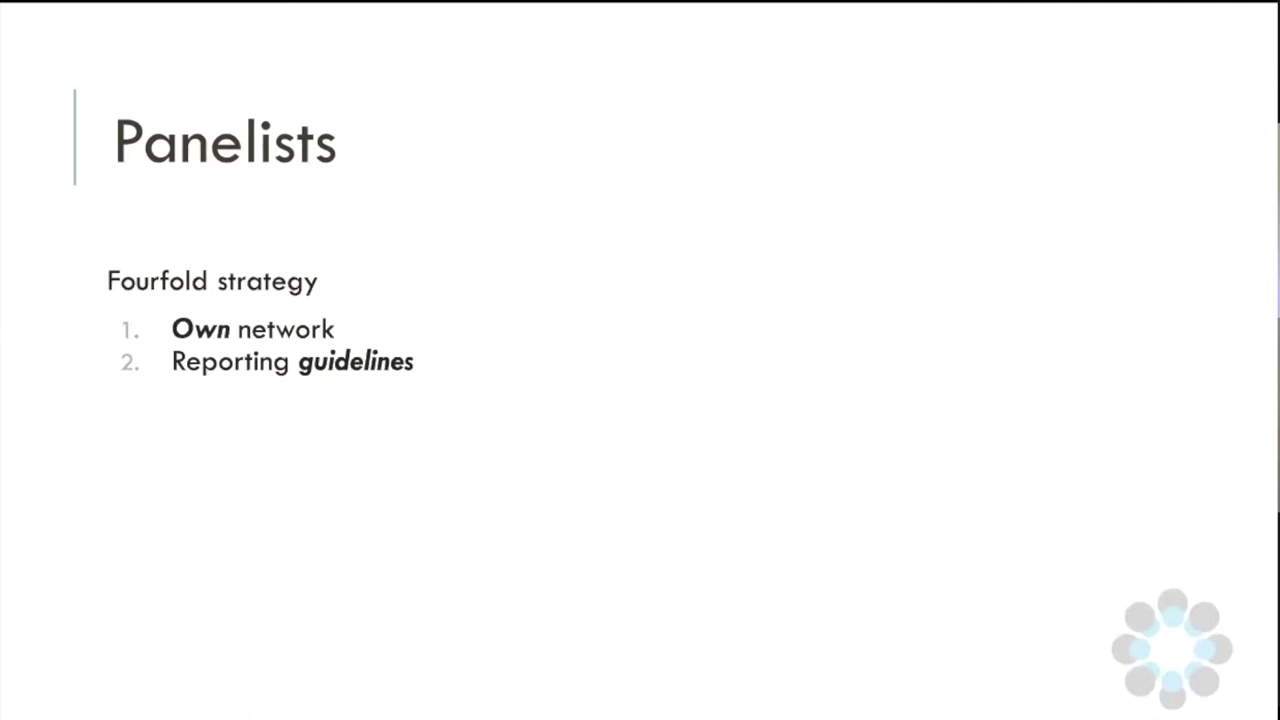 Panelists
Fourfold strategy
1. Own network
2. Reporting guidelines